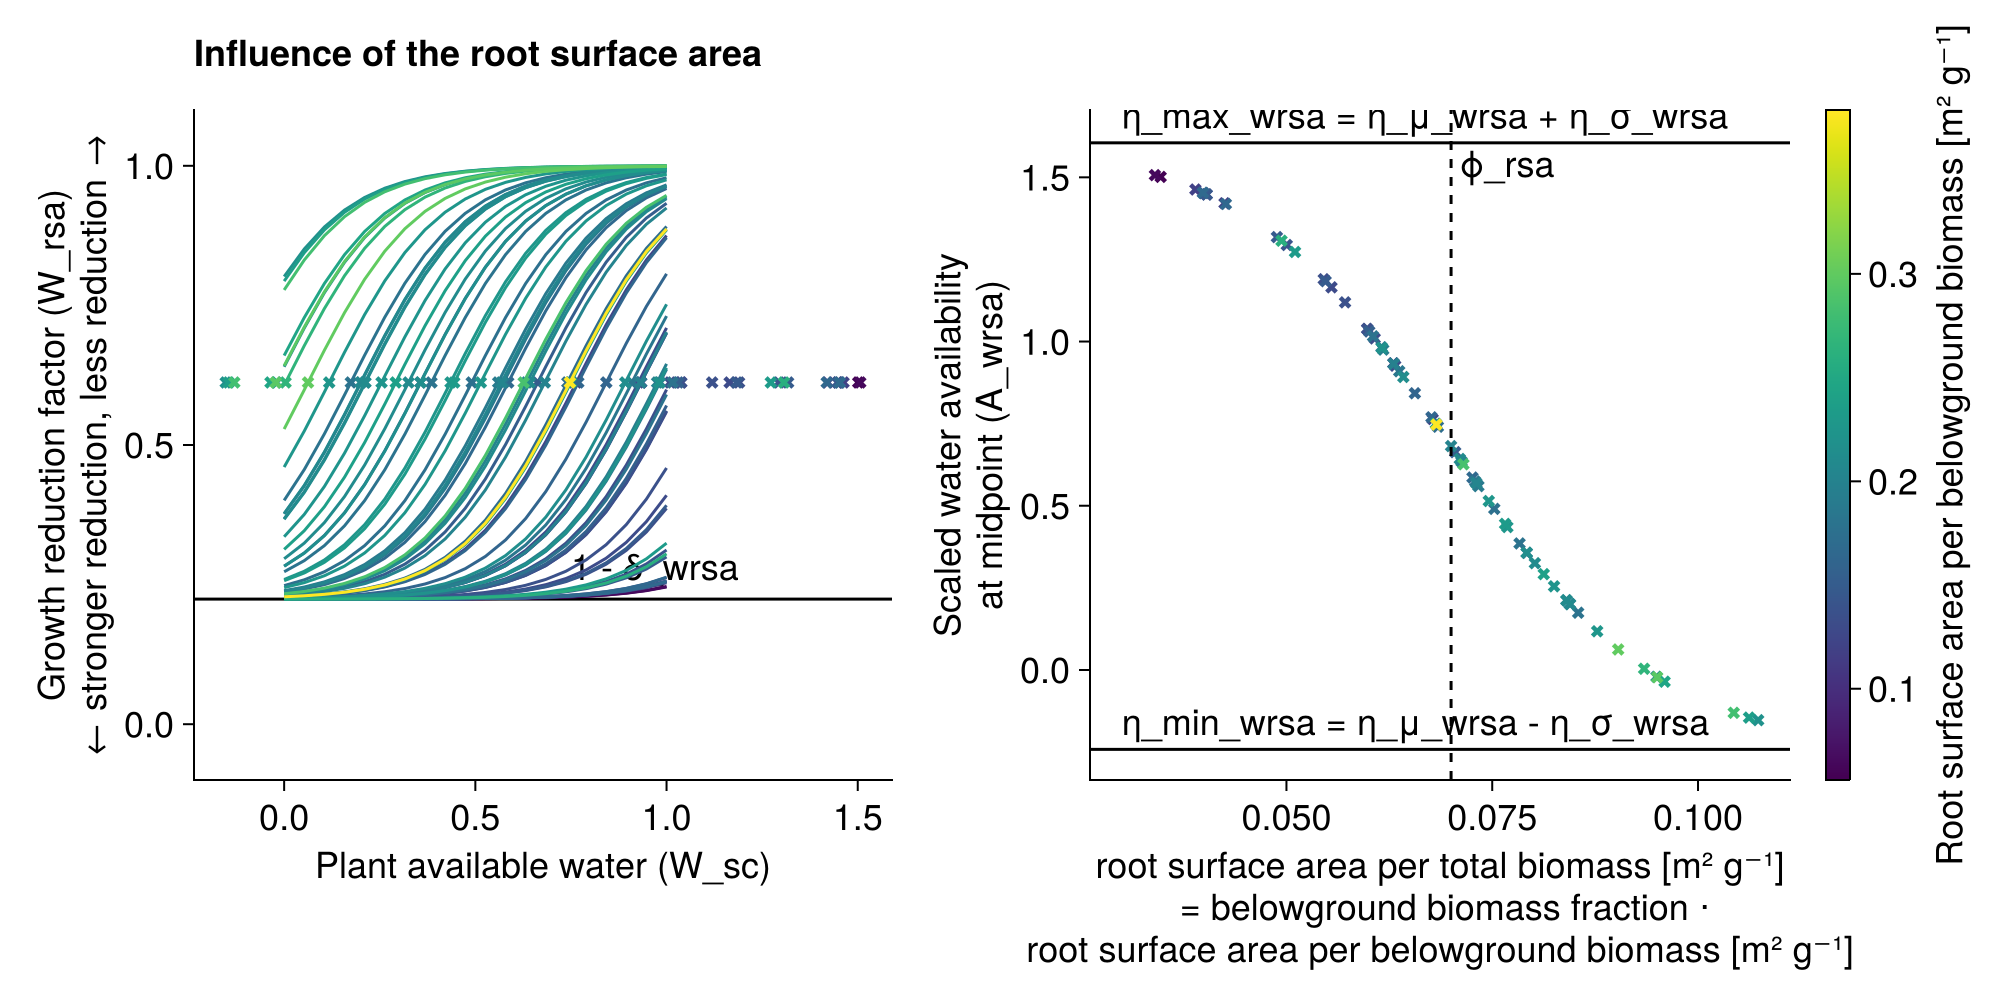 Influence of the root surface area
Growth reduction factor (W_rsa)
← stronger reduction, less reduction →
1.0
0.5
0.0
1 - δ_wrsa
0.0
0.5
1.0
1.5
Plant available water (W_sc)
Scaled water availability
at midpoint (A_wrsa)
1.5
1.0
0.5
0.0
η_max_wrsa = η_μ_wrsa + η_σ_wrsa
ϕ_rsa
η_min_wrsa = η_μ_wrsa - η_σ_wrsa
0.050
0.075
0.100
root surface area per total biomass [m² g⁻¹]
= belowground biomass fraction ⋅
root surface area per belowground biomass [m² g⁻¹]
0.3
0.2
0.1
Root surface area per belowground biomass [m² g⁻¹]